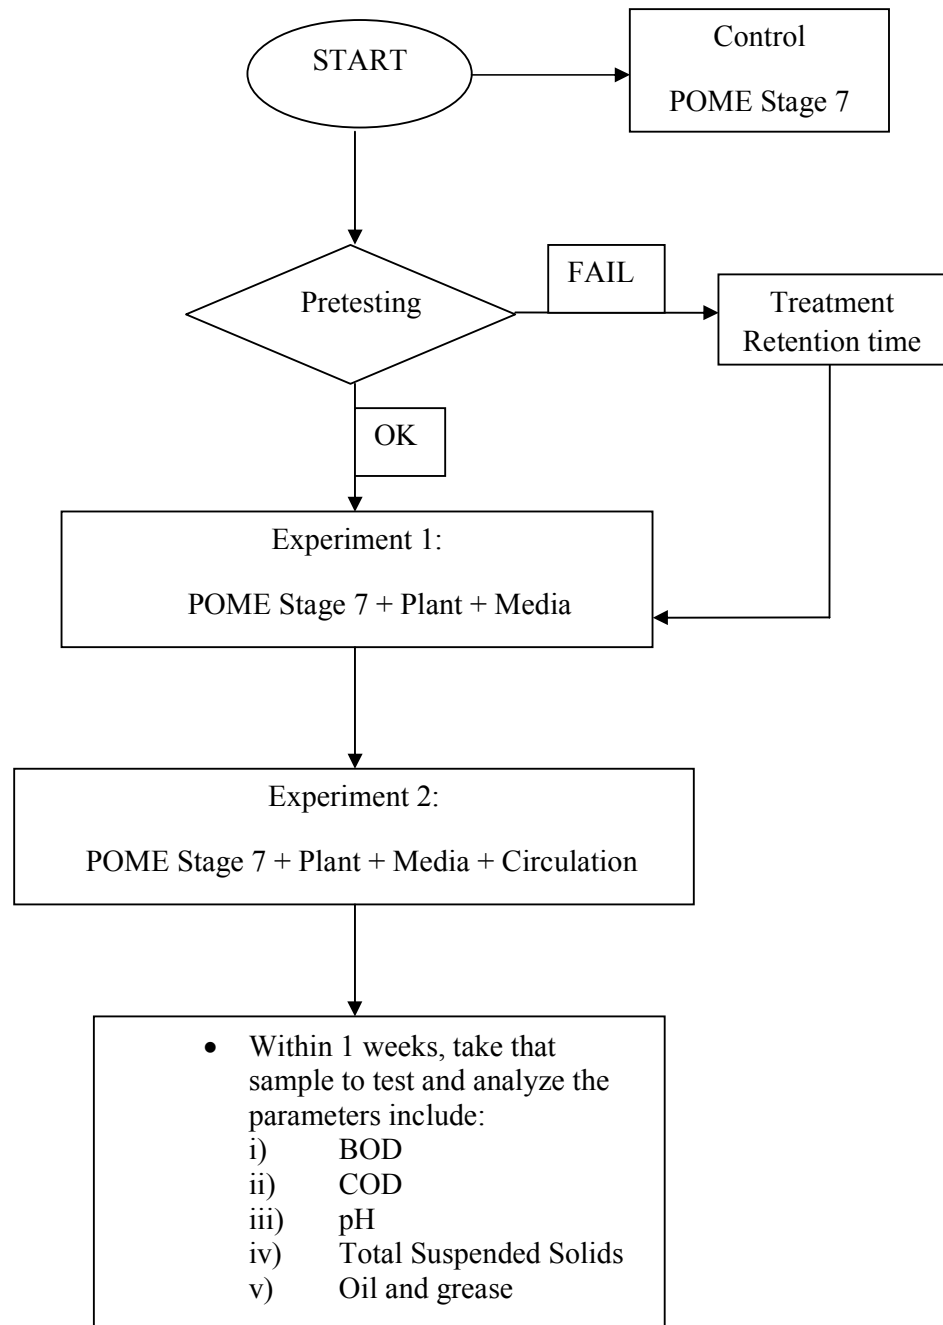 START
Control
POME Stage 7
Pretesting
FAIL
Treatment
Retention time
OK
Experiment 1:
POME Stage 7 + Plant + Media
Experiment 2:
POME Stage 7 + Plant + Media + Circulation
• Within 1 weeks, take that
sample to test and analyze the
parameters include:
i) BOD
ii) COD
iii) pH
iv) Total Suspended Solids
v) Oil and grease